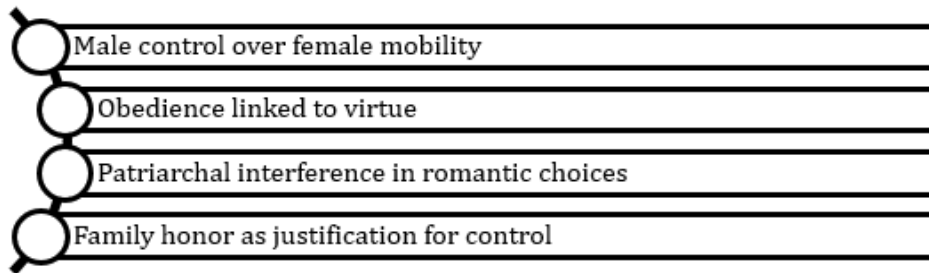 Male control over female mobility
Obedience linked to virtue
Patriarchal interference in romantic choices
Family honor as justification for control